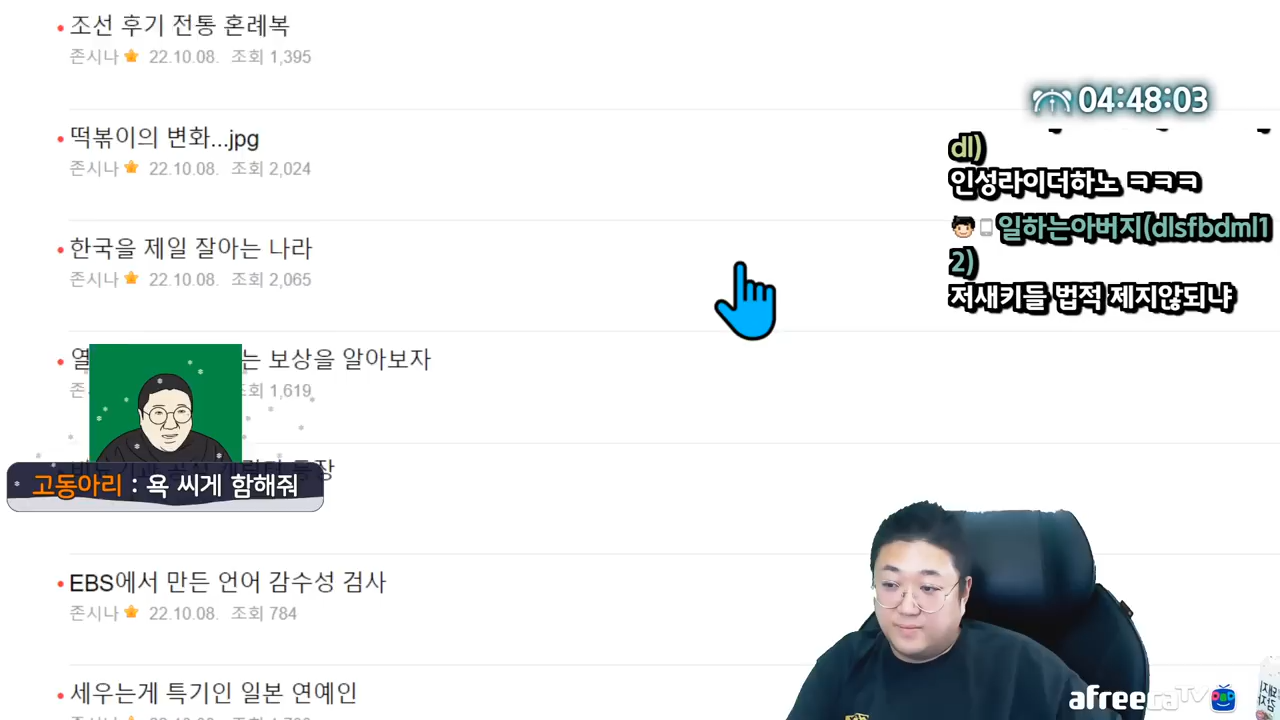 조선 후기 전통 혼례복
존시나 22.10.08. 조회 1,395
떡볶이의 변화...jpg
존시나 22.10.08. 조회 2,024
한국을 제일 잘아는 나라
존시나 22.10.08. 조회 2,065
는 보상을 알아보자
조회 1,619
고동아리 : 욕 씨게 함해줘
EBS에서 만든 언어 감수성 검사
존시나 22.10.08. 조회 784
세우는게 특기인 일본 연예인
04:48:03
dl)
인성라이더하노 ㅋㅋㅋ
일하는아버지(dlsfbdml1
2)
저새키들 법적 제지않되냐
afreecaTV